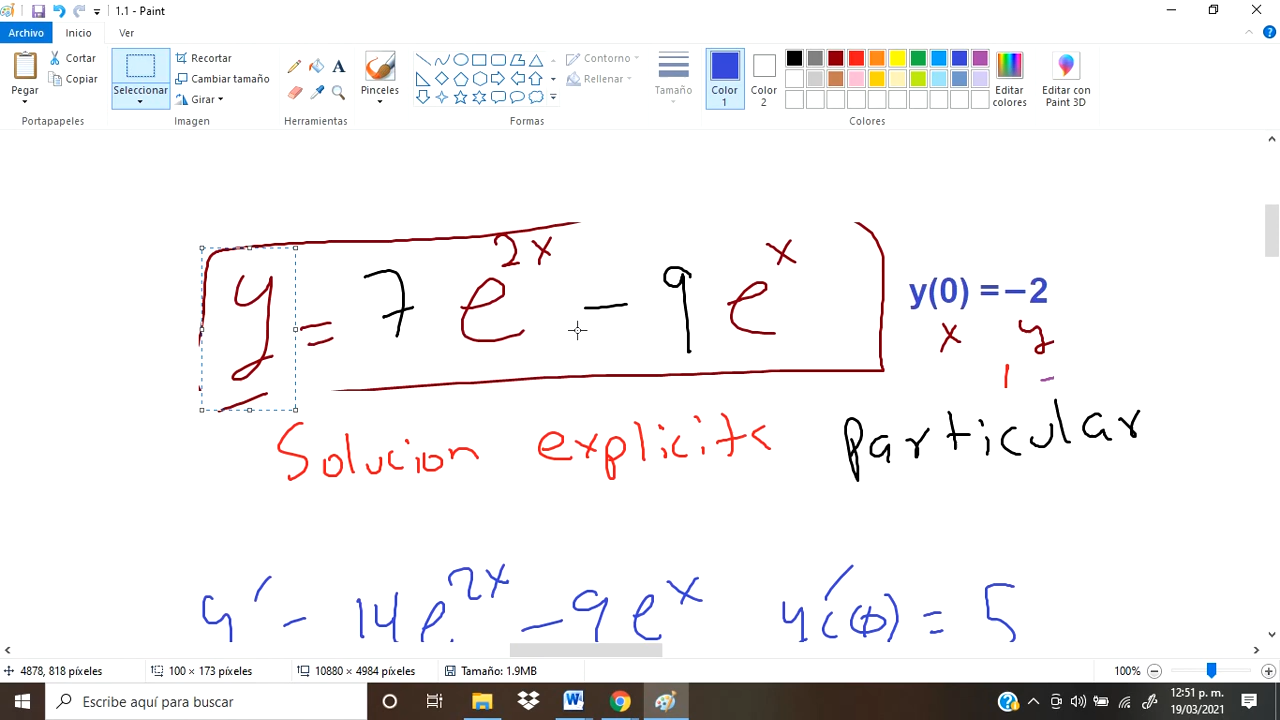 1.1 - Paint
Archivo Inicio Ver
Pegar
Cortar
Copiar
Portapapeles
Seleccionar
Recortar
Cambiar tamaño
Girar
Imagen
A
Herramientas
Pinceles
Contorno
Rellenar
Formas
Tamaño
Color 1
Color 2
Editar colores
Editar con Paint 3D
Colores
y = 7 e^2x - 9 e^x
y(0) =−2
x y
Solucion explicita particular
y' = 14e^2x - 9e^x y'(0) = 5
4878, 818 píxeles 100 × 173 píxeles 10880 × 4984 píxeles Tamaño: 1.9MB 100%
Escribe aquí para buscar
12:51 p. m.
19/03/2021